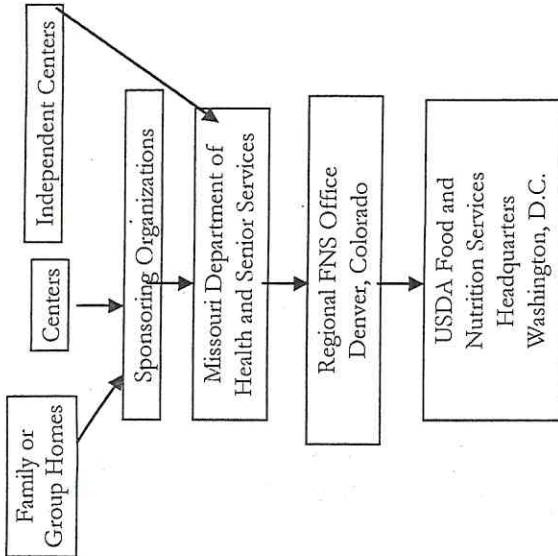 Family or
Group Homes
Centers
Independent Centers
Sponsoring Organizations
Missouri Department of
Health and Senior Services
Regional FNS Office
Denver, Colorado
USDA Food and
Nutrition Services
Headquarters
Washington, D.C.